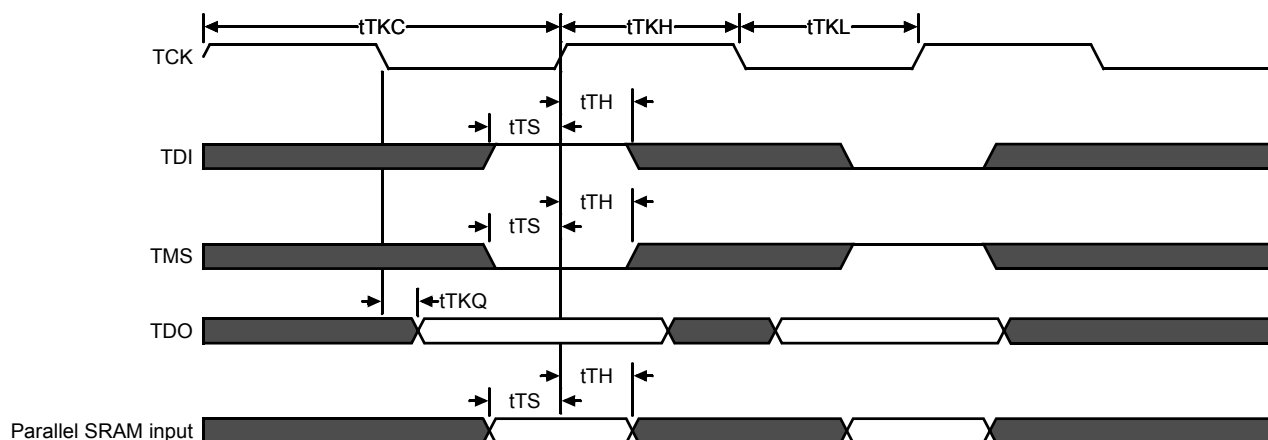 tTKC
tTKH
tTKL
TCK
tTH
tTS
TDI
tTH
tTS
TMS
tTKQ
TDO
tTH
tTS
Parallel SRAM input